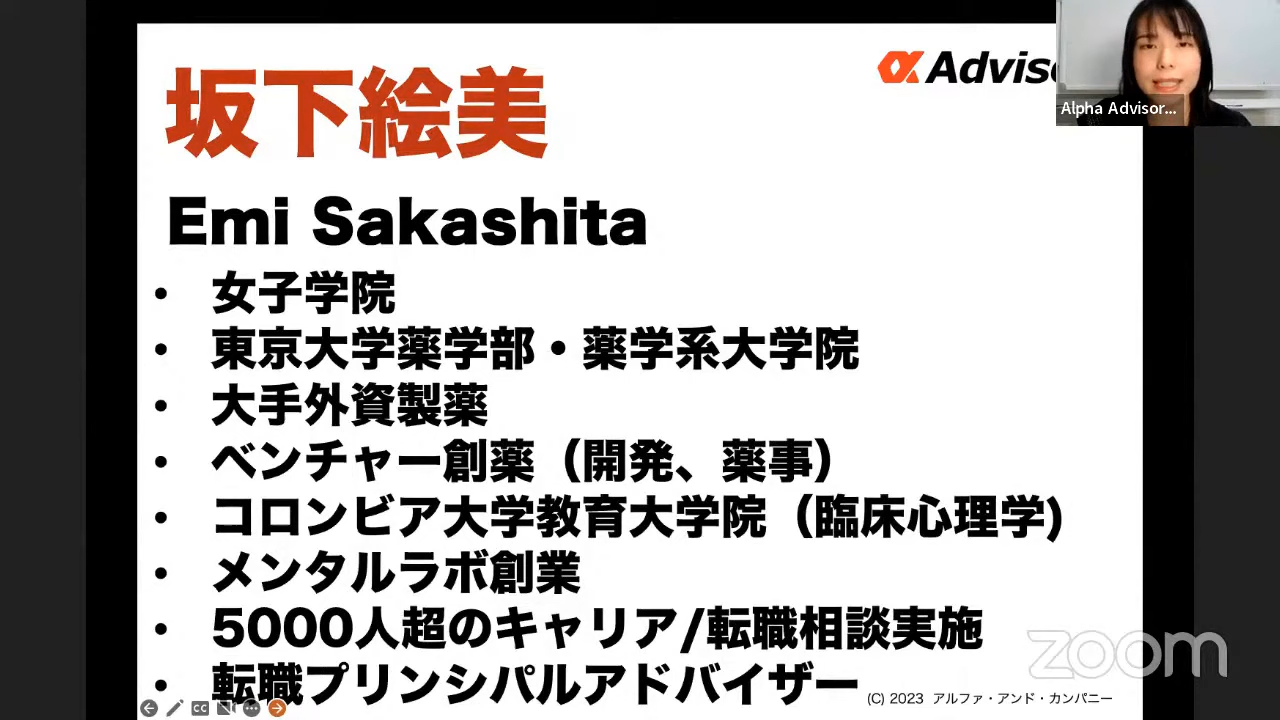 坂下絵美
Advis
Alpha Advisor...
Emi Sakashita
• 女子学院
• 東京大学薬学部・薬学系大学院
• 大手外資製薬
• ベンチャー創薬（開発、薬事）
• コロンビア大学教育大学院（臨床心理学)
• メンタルラボ創業
• 5000人超のキャリア/転職相談実施
• 転職プリンシパルアドバイザー
zoom
(C) 2023 アルファ・アンド・カンパニー